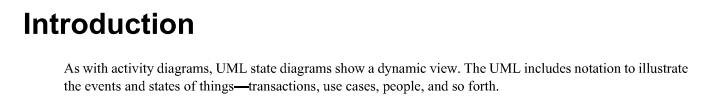 Introduction
As with activity diagrams, UML state diagrams show a dynamic view. The UML includes notation to illustrate
the events and states of things—transactions, use cases, people, and so forth.